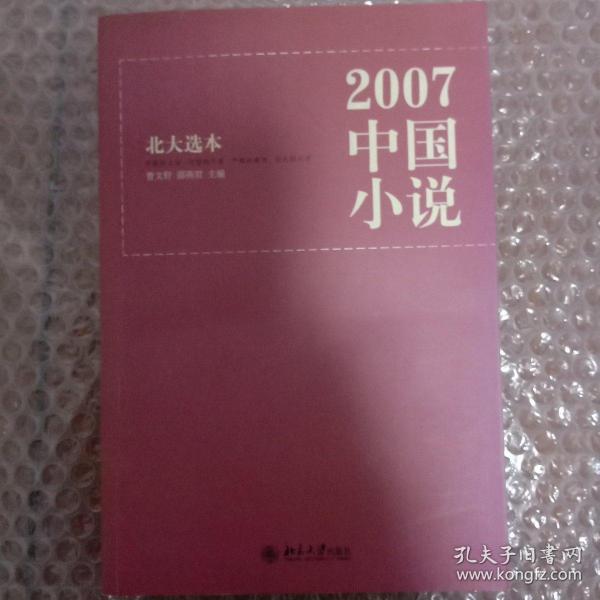 2007
中国
小说
北大选本
曹文轩 邵燕君 主编
北京大学出版社
孔夫子旧书网
www.kongfz.com